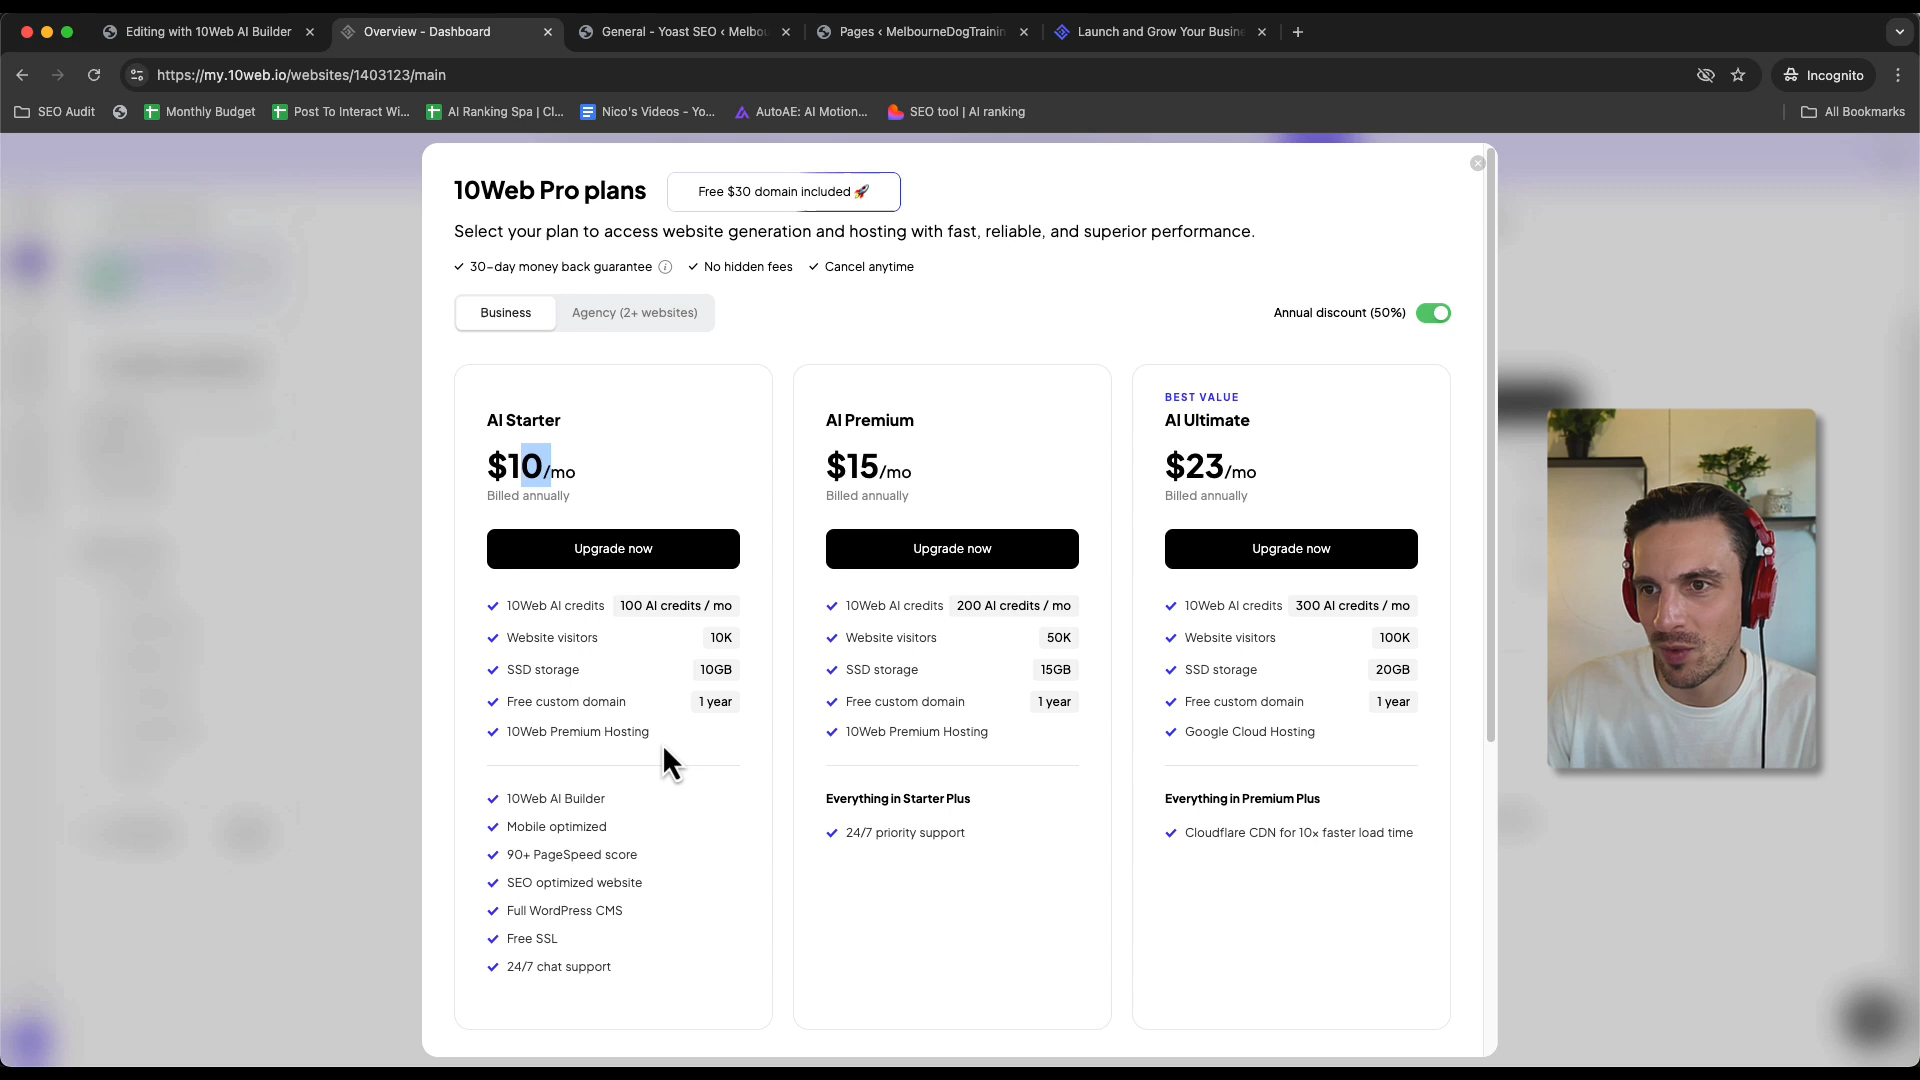 Editing with 10Web AI Builder
Overview - Dashboard
General - Yoast SEO ‹ Melbou
Pages ‹ MelbourneDogTrainin
Launch and Grow Your Busin
https://my.10web.io/websites/1403123/main
Incognito
SEO Audit
Monthly Budget
Post To Interact Wi...
AI Ranking Spa | Cl...
Nico's Videos - Yo...
AutoAE: AI Motion...
SEO tool | AI ranking
All Bookmarks
10Web Pro plans
Free $30 domain included 🚀
Select your plan to access website generation and hosting with fast, reliable, and superior performance.
30-day money back guarantee
No hidden fees
Cancel anytime
Business
Agency (2+ websites)
Annual discount (50%)
AI Starter
$10/mo
Billed annually
Upgrade now
10Web AI credits 100 AI credits / mo
Website visitors 10K
SSD storage 10GB
Free custom domain 1 year
10Web Premium Hosting
10Web AI Builder
Mobile optimized
90+ PageSpeed score
SEO optimized website
Full WordPress CMS
Free SSL
24/7 chat support
AI Premium
$15/mo
Billed annually
Upgrade now
10Web AI credits 200 AI credits / mo
Website visitors 50K
SSD storage 15GB
Free custom domain 1 year
10Web Premium Hosting
Everything in Starter Plus
24/7 priority support
BEST VALUE
AI Ultimate
$23/mo
Billed annually
Upgrade now
10Web AI credits 300 AI credits / mo
Website visitors 100K
SSD storage 20GB
Free custom domain 1 year
Google Cloud Hosting
Everything in Premium Plus
Cloudflare CDN for 10x faster load time